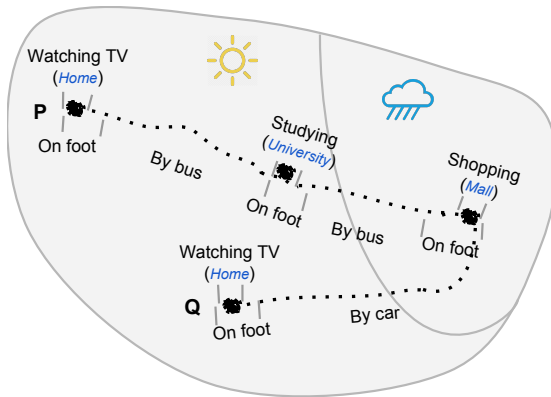 Watching TV
(Home)
P
On foot
By bus
Studying
(University)
On foot
By bus
Shopping
(Mall)
On foot
Watching TV
(Home)
Q
On foot
By car